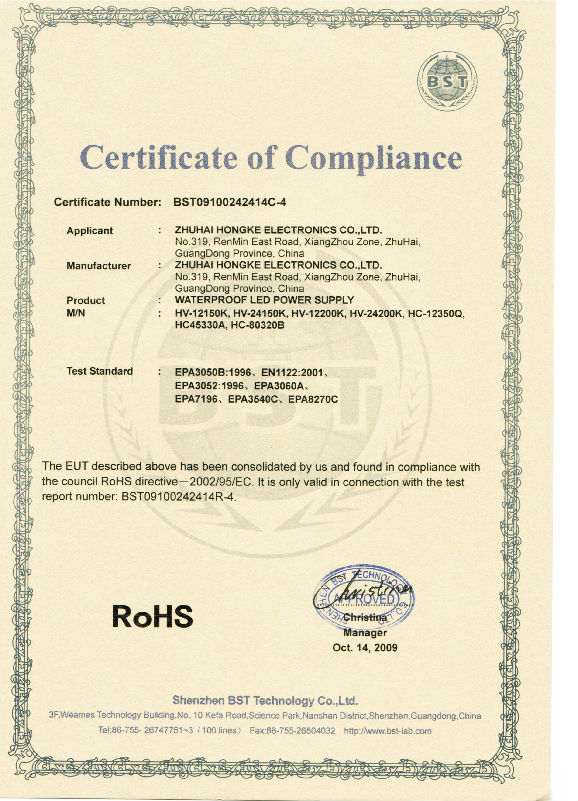 BST
Certificate of Compliance
Certificate Number: BST09100242414C-4
Applicant : ZHUHAI HONGKE ELECTRONICS CO.,LTD.
No.319, RenMin East Road, XiangZhou Zone, ZhuHai,
GuangDong Province, China
Manufacturer : ZHUHAI HONGKE ELECTRONICS CO.,LTD.
No.319, RenMin East Road, XiangZhou Zone, ZhuHai,
GuangDong Province, China
Product : WATERPROOF LED POWER SUPPLY
M/N : HV-12150K, HV-24150K, HV-12200K, HV-24200K, HC-12350Q,
HC45330A, HC-80320B
Test Standard : EPA3050B:1996、EN1122:2001、
EPA3052:1996、EPA3060A、
EPA7196、EPA3540C、EPA8270C
BST
The EUT described above has been consolidated by us and found in compliance with
the council RoHS directive—2002/95/EC. It is only valid in connection with the test
report number: BST09100242414R-4.
RoHS
SHENZHEN BST TECHNOLOGY CO.,LTD.
APPROVED
Christina
Christina
Manager
Oct. 14, 2009
Shenzhen BST Technology Co.,Ltd.
3F,Weames Technology Building,No. 10 Kefa Road,Science Park,Nanshan District,Shenzhen,Guangdong,China
Tel:86-755- 26747751~3（100 lines） Fax:86-755-26504032 http://www.bst-lab.com